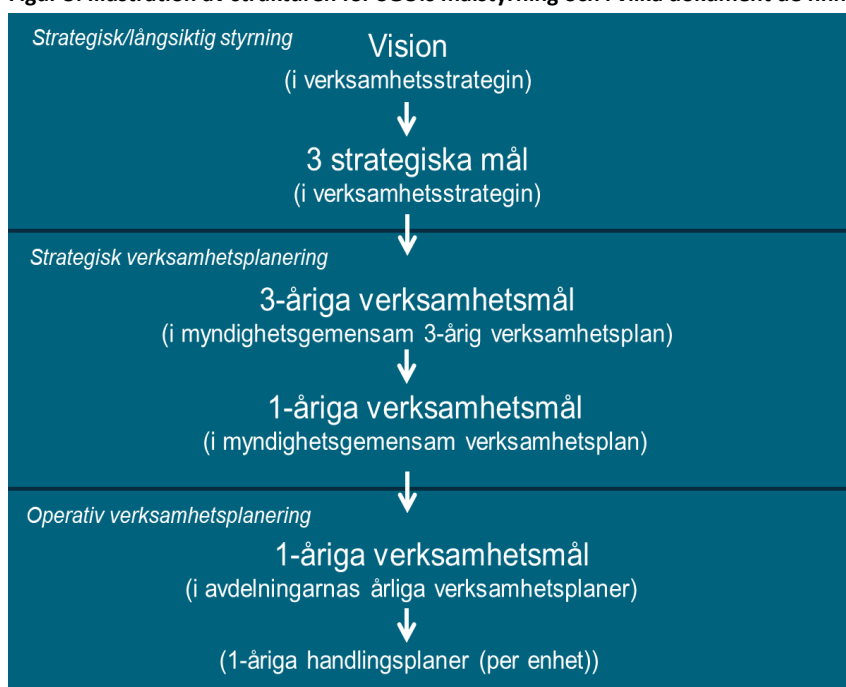 Strategisk/långsiktig styrning
Vision
(i verksamhetsstrategin)
3 strategiska mål
(i verksamhetsstrategin)
Strategisk verksamhetsplanering
3-åriga verksamhetsmål
(i myndighetsgemensam 3-årig verksamhetsplan)
1-åriga verksamhetsmål
(i myndighetsgemensam verksamhetsplan)
Operativ verksamhetsplanering
1-åriga verksamhetsmål
(i avdelningarnas årliga verksamhetsplaner)
(1-åriga handlingsplaner (per enhet))